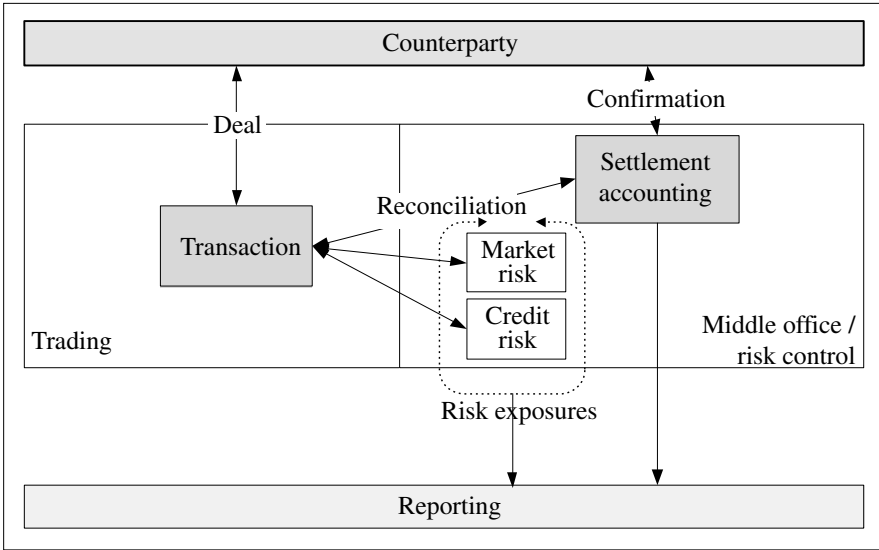 Counterparty
Deal
Confirmation
Settlement
accounting
Reconciliation
Transaction
Market
risk
Credit
risk
Trading
Middle office /
risk control
Risk exposures
Reporting